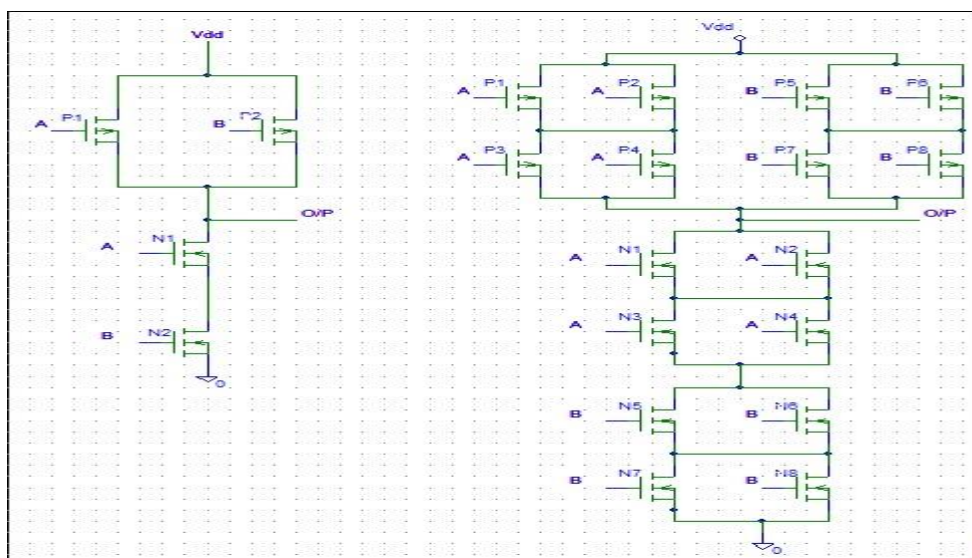 Vdd
A P1
B P2
O/P
A N1
B N2
0
Vdd
A P1 A P2 B P5 B P6
A P3 A P4 B P7 B P8
O/P
A N1 A N2
A N3 A N4
B N5 B N6
B N7 B N8
0